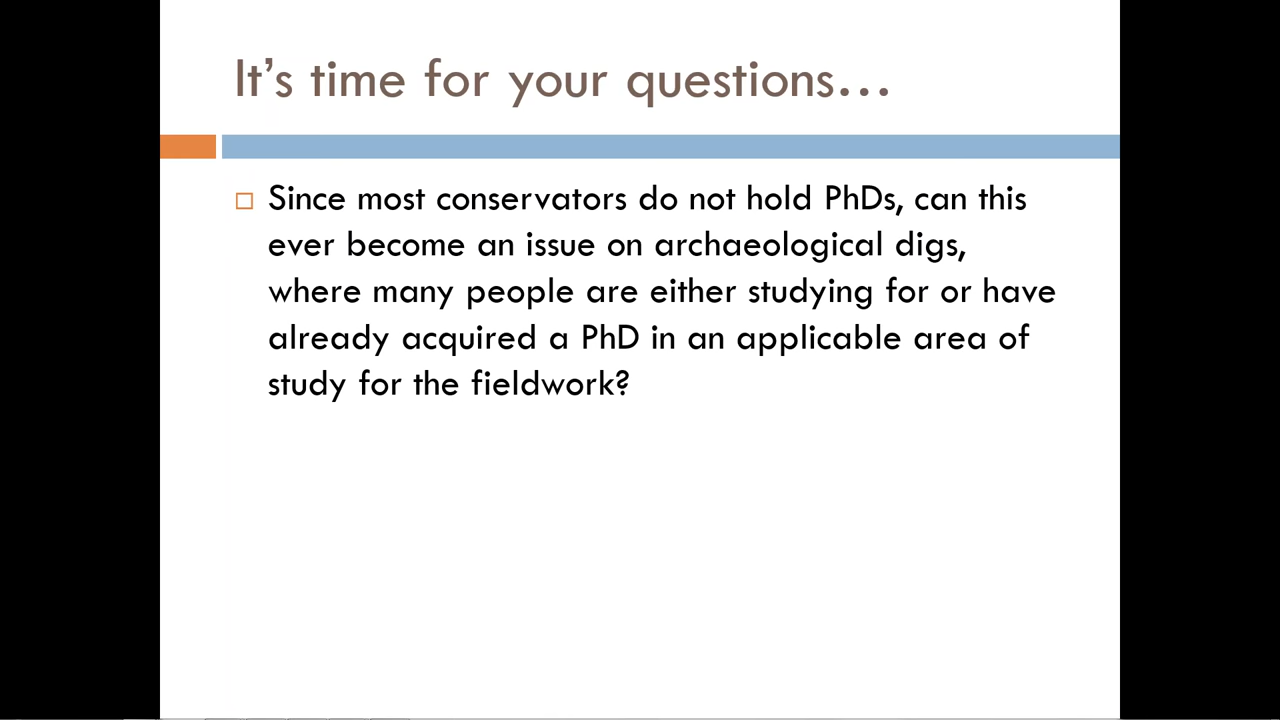 It’s time for your questions…
Since most conservators do not hold PhDs, can this
ever become an issue on archaeological digs,
where many people are either studying for or have
already acquired a PhD in an applicable area of
study for the fieldwork?